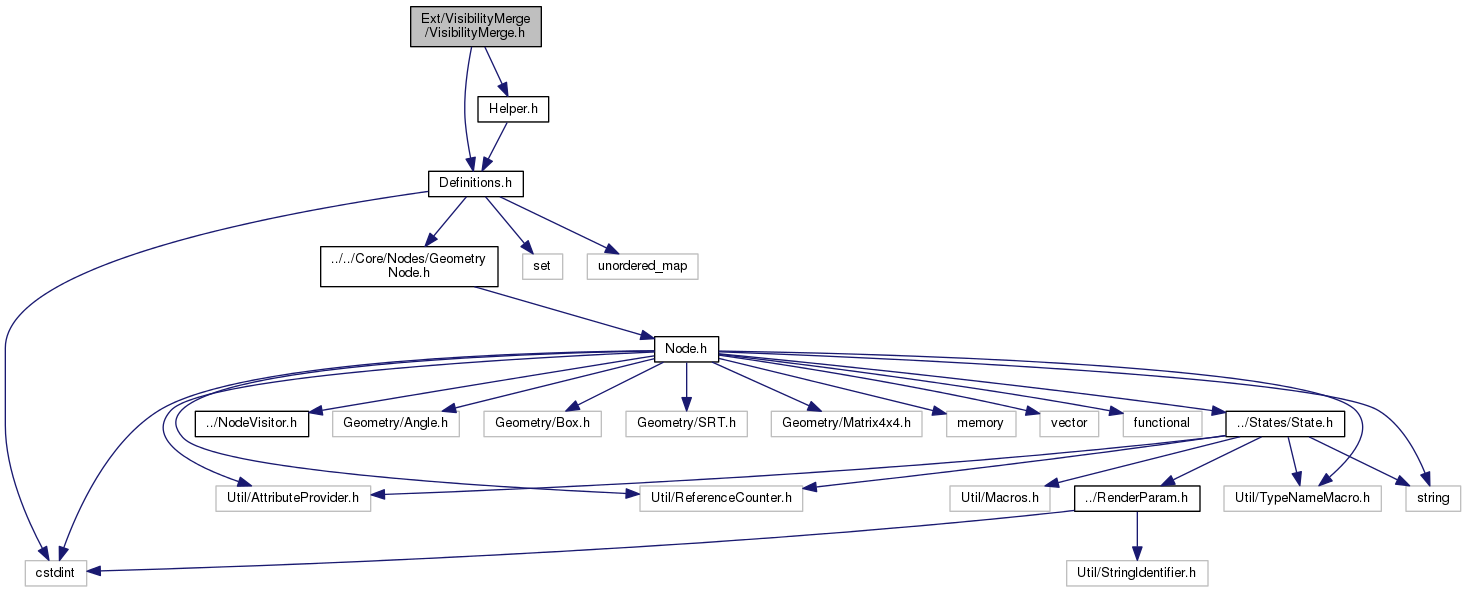 Ext/VisibilityMerge
/VisibilityMerge.h
Helper.h
Definitions.h
../../Core/Nodes/Geometry
Node.h
set
unordered_map
Node.h
../NodeVisitor.h
Geometry/Angle.h
Geometry/Box.h
Geometry/SRT.h
Geometry/Matrix4x4.h
memory
vector
functional
../States/State.h
Util/AttributeProvider.h
Util/ReferenceCounter.h
Util/Macros.h
../RenderParam.h
Util/TypeNameMacro.h
string
cstdint
Util/StringIdentifier.h